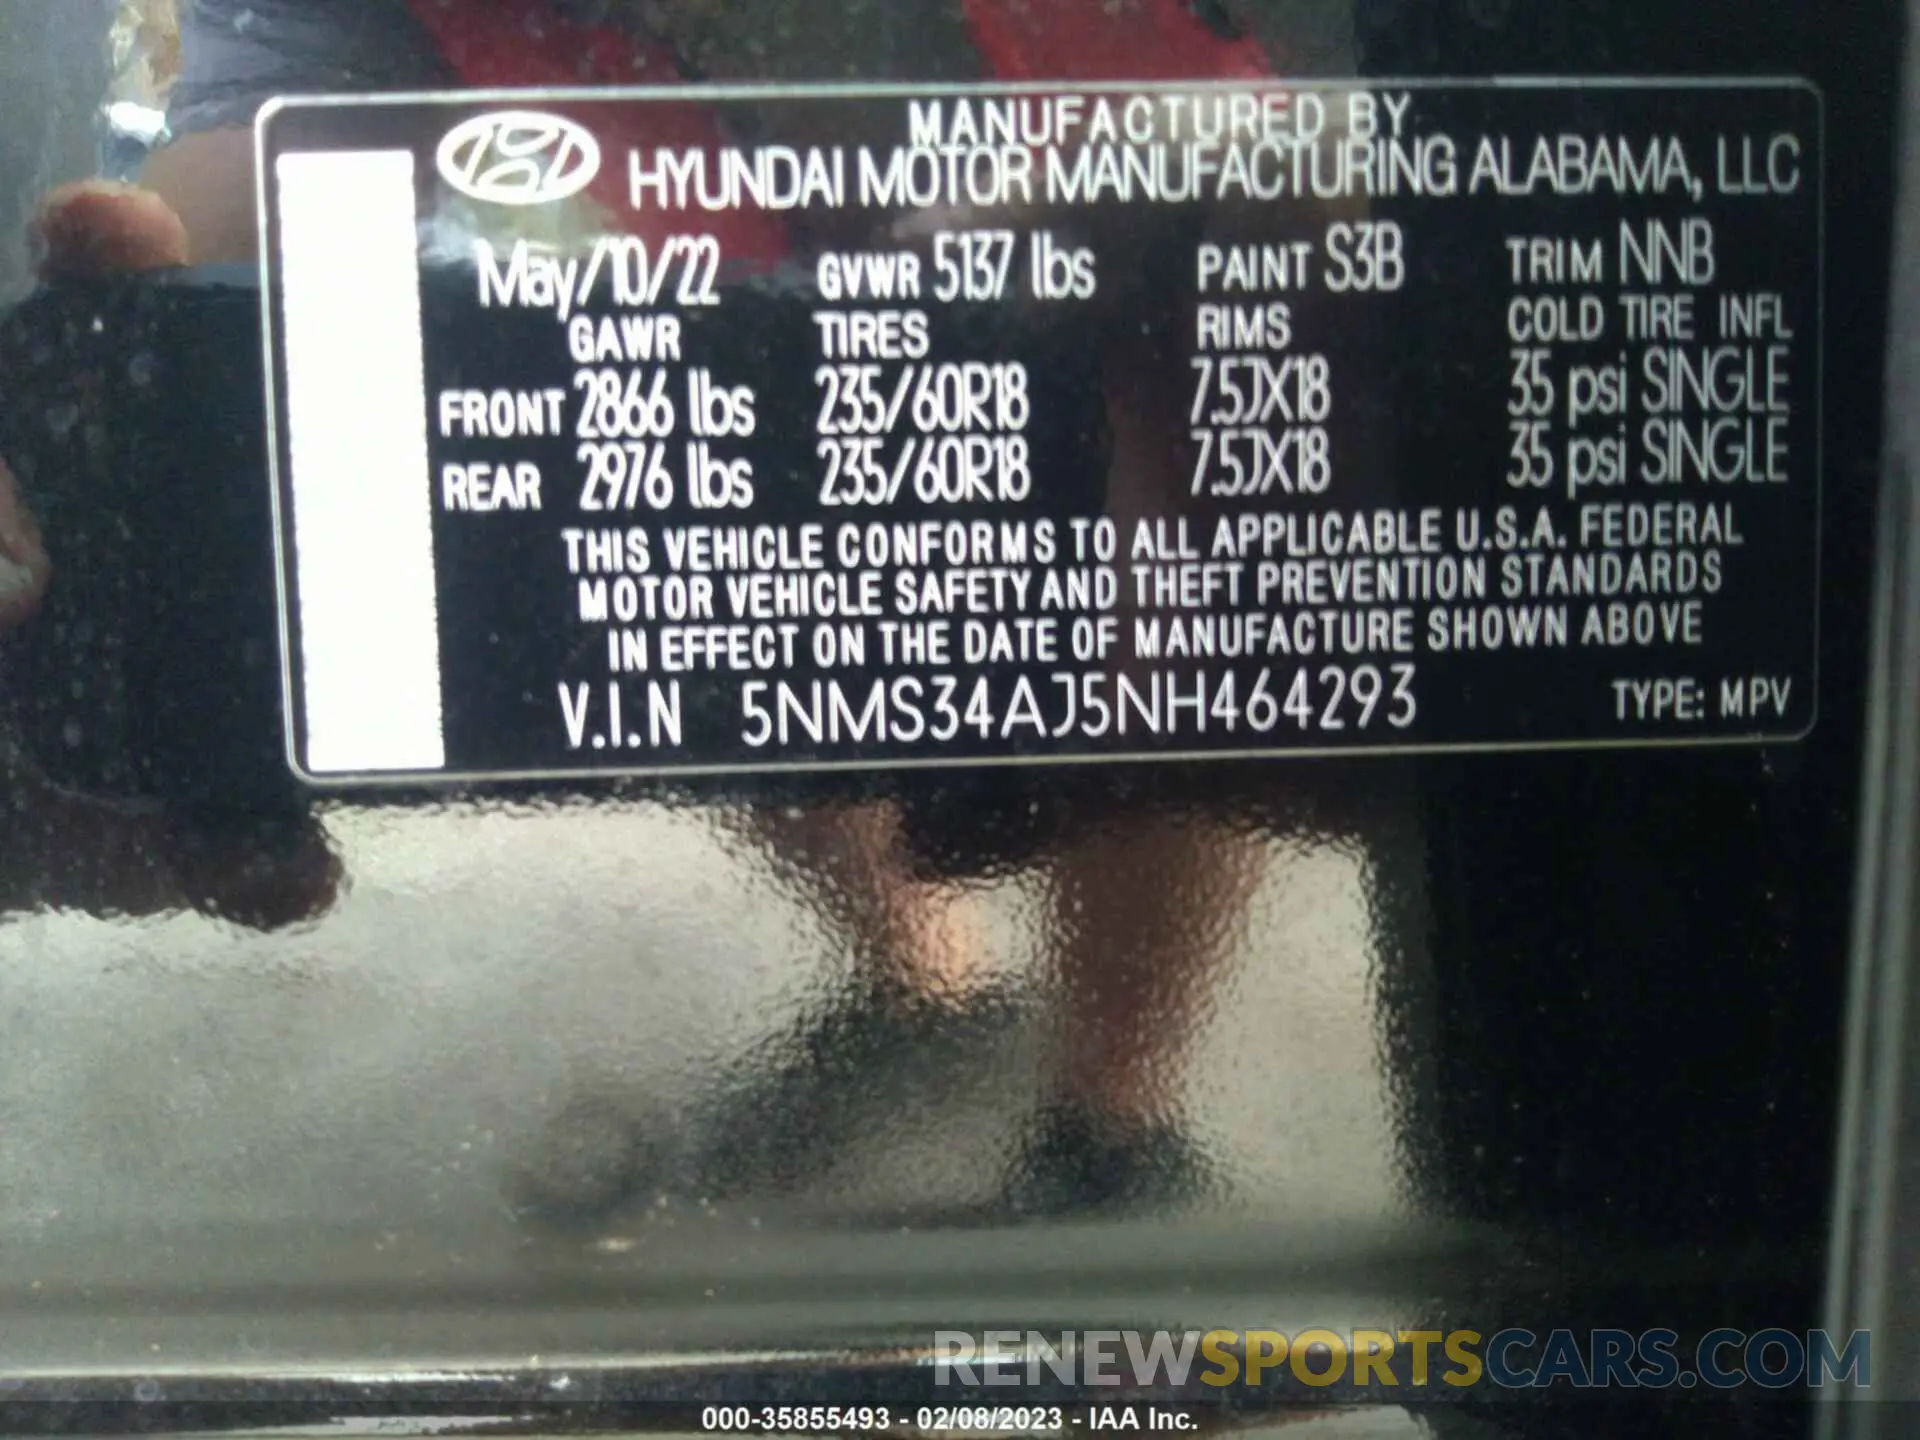 MANUFACTURED BY
HYUNDAI MOTOR MANUFACTURING ALABAMA, LLC
May/10/22 GVWR 5137 lbs PAINT S3B TRIM NNB
GAWR TIRES RIMS COLD TIRE INFL
FRONT 2866 lbs 235/60R18 7.5JX18 35 psi SINGLE
REAR 2976 lbs 235/60R18 7.5JX18 35 psi SINGLE
THIS VEHICLE CONFORMS TO ALL APPLICABLE U.S.A. FEDERAL
MOTOR VEHICLE SAFETY AND THEFT PREVENTION STANDARDS
IN EFFECT ON THE DATE OF MANUFACTURE SHOWN ABOVE
V.I.N 5NMS34AJ5NH464293 TYPE: MPV
RENEWSPORTSCARS.COM
000-35855493 - 02/08/2023 - IAA Inc.